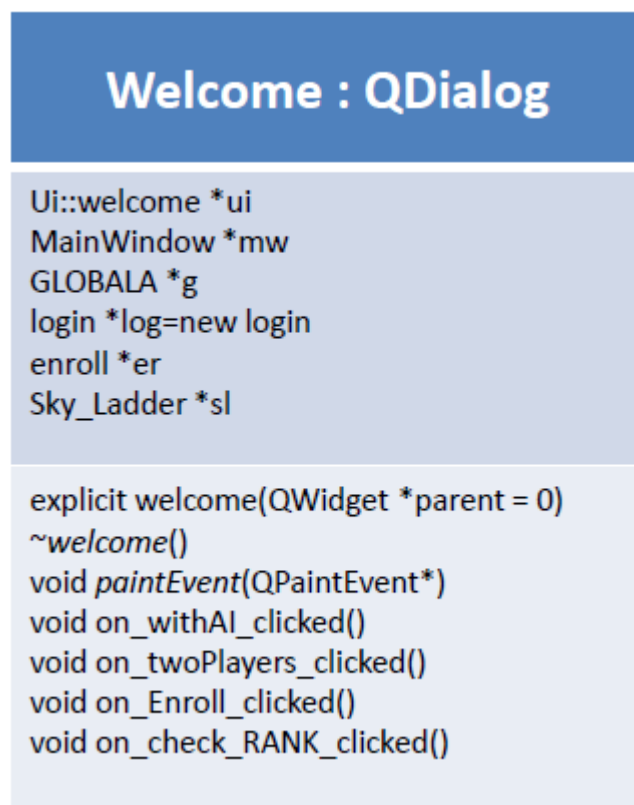 Welcome : QDialog
Ui::welcome *ui
MainWindow *mw
GLOBALA *g
login *log=new login
enroll *er
Sky_Ladder *sl
explicit welcome(QWidget *parent = 0)
~welcome()
void paintEvent(QPaintEvent*)
void on_withAI_clicked()
void on_twoPlayers_clicked()
void on_Enroll_clicked()
void on_check_RANK_clicked()